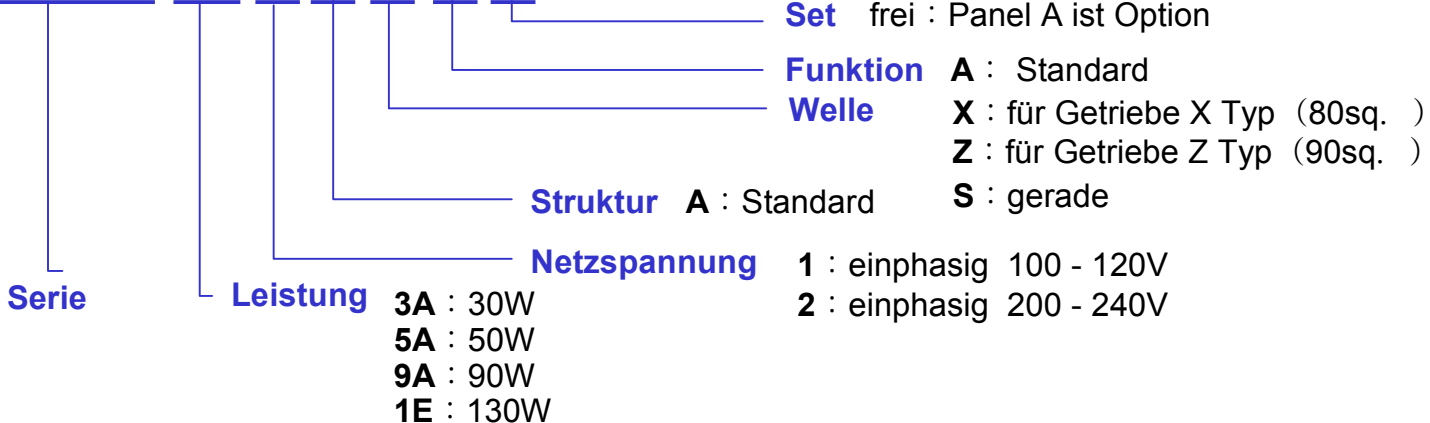 Set frei：Panel A ist Option
Funktion A： Standard
Welle X：für Getriebe X Typ（80sq. ）
Z：für Getriebe Z Typ（90sq. ）
Struktur A：Standard S：gerade
Netzspannung 1：einphasig 100 - 120V
Serie Leistung 3A：30W 2：einphasig 200 - 240V
5A：50W
9A：90W
1E：130W